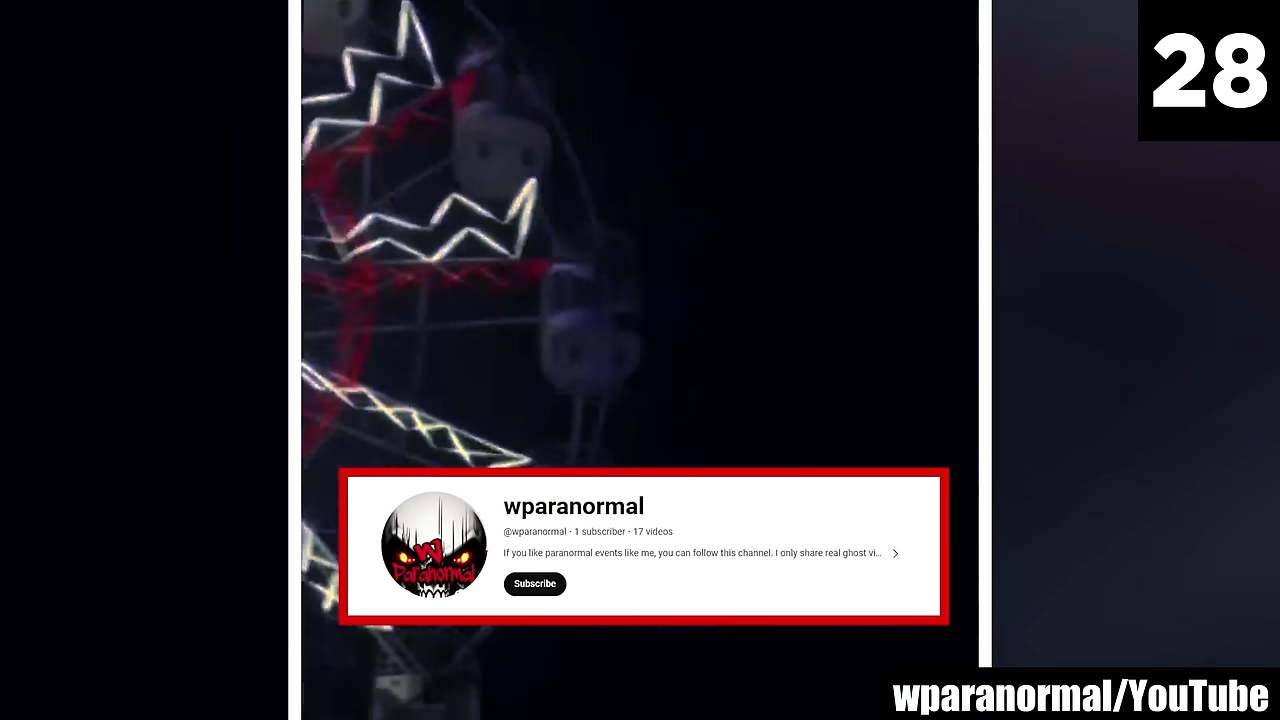 28
wparanormal
@wparanormal · 1 subscriber · 17 videos
If you like paranormal events like me, you can follow this channel. I only share real ghost vi...
Subscribe
W
Paranormal
wparanormal/YouTube